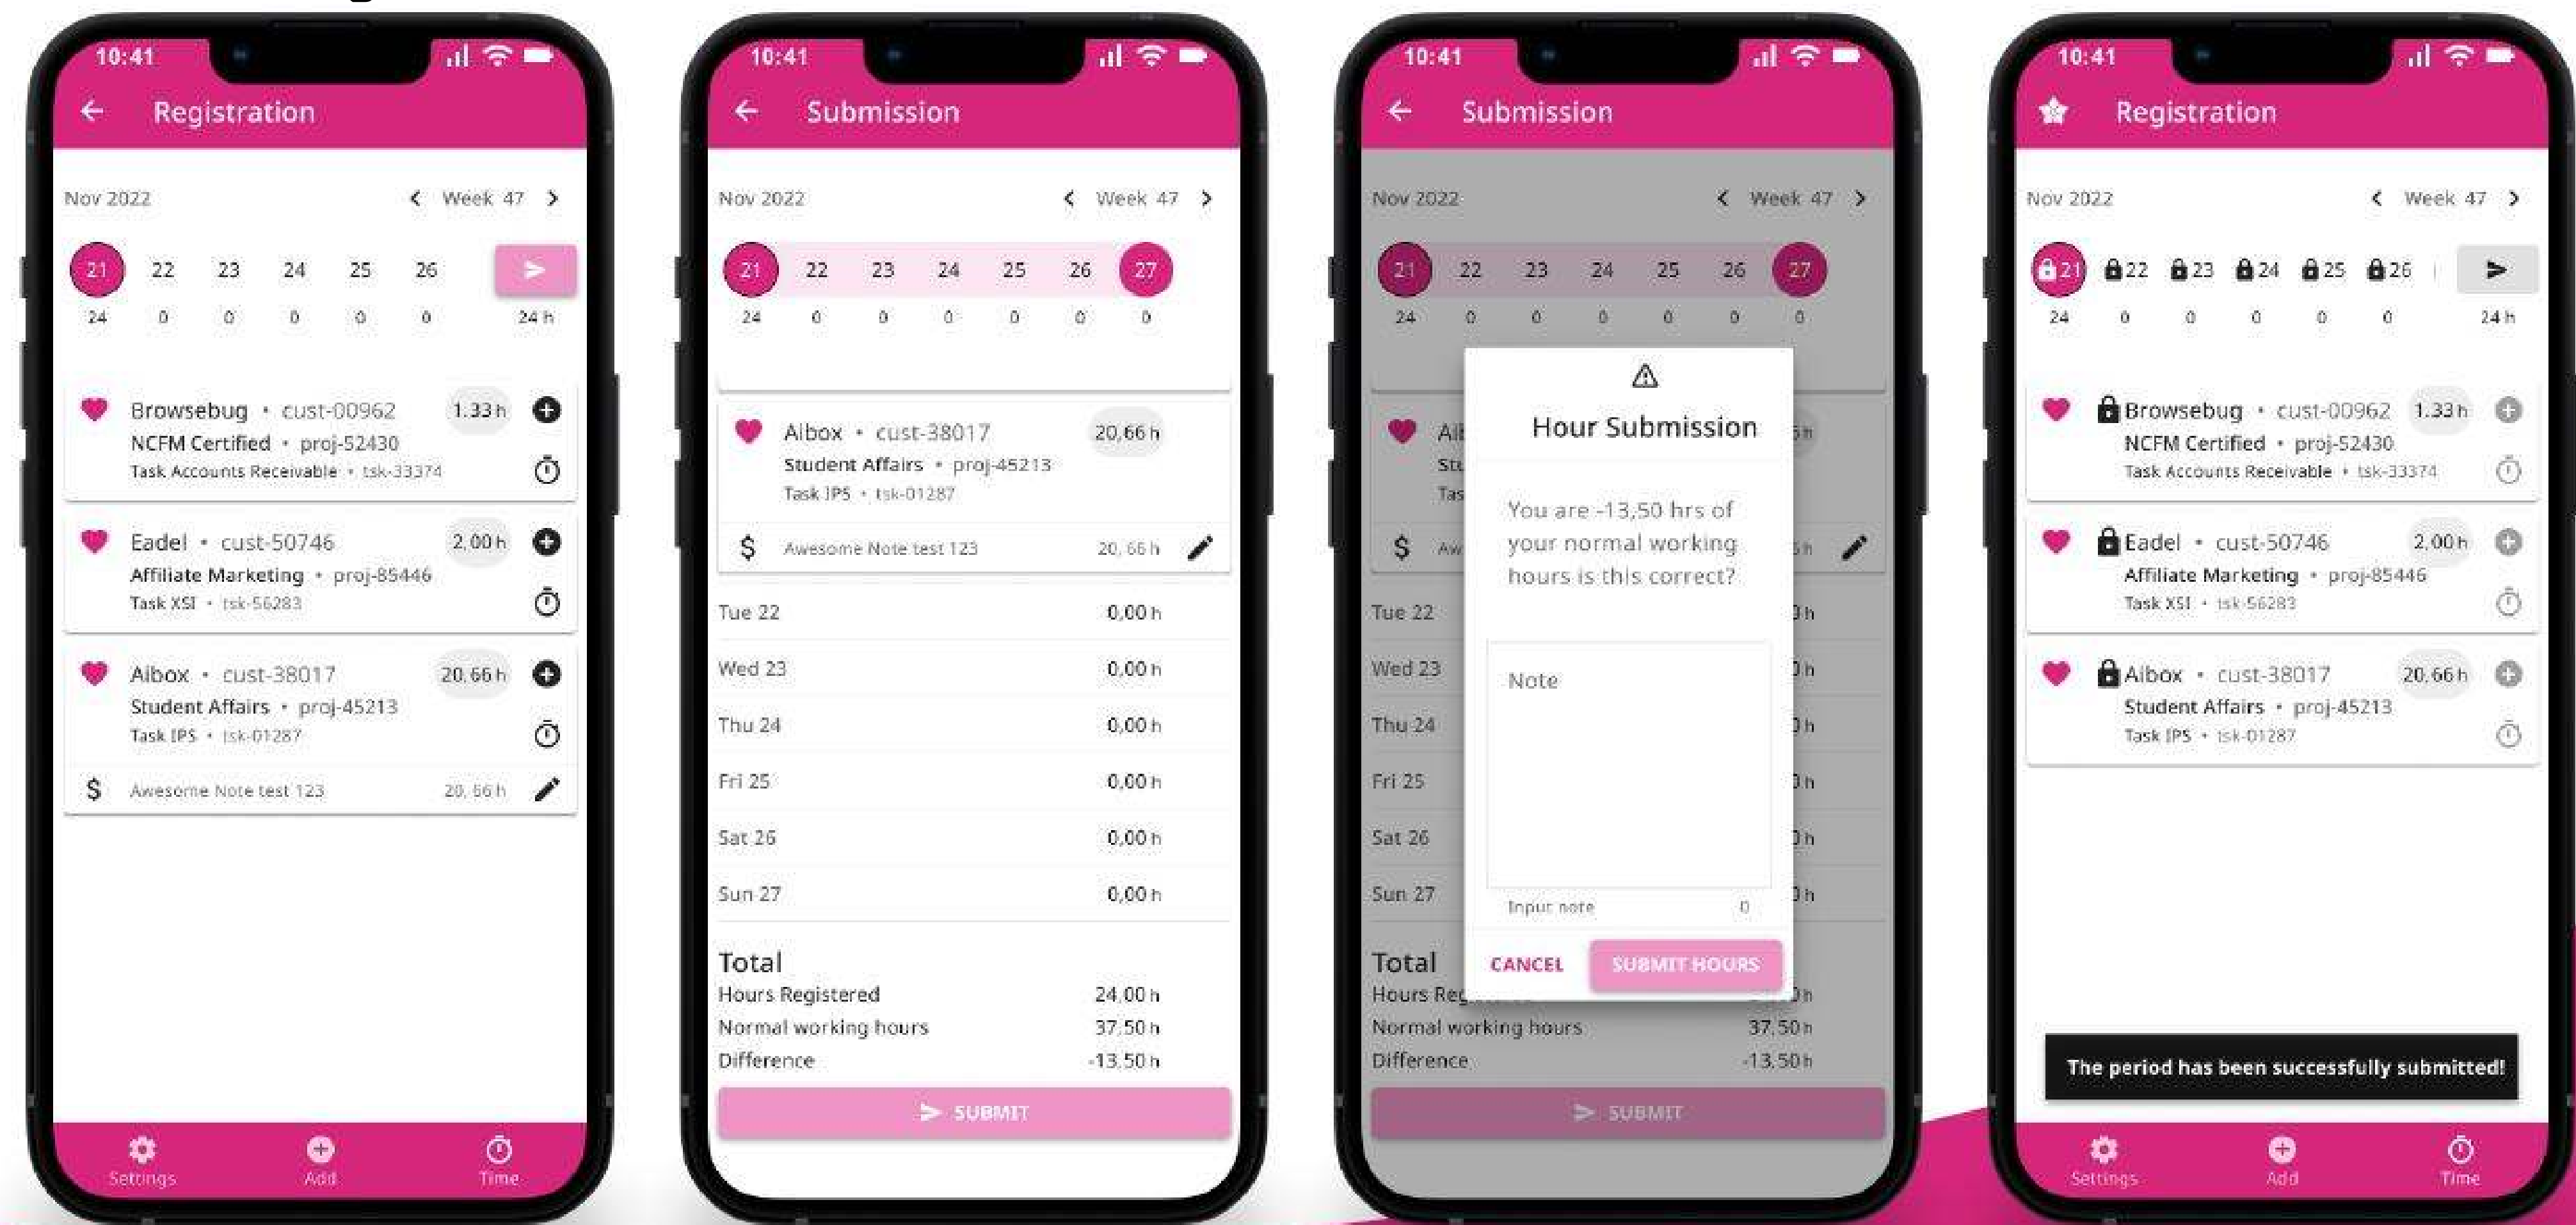 10:41
Registration
Nov 2022 Week 47
21 22 23 24 25 26
24 0 0 0 0 0 24 h
Browsebug • cust-00962 1.33 h
NCFM Certified • proj-52430
Task Accounts Receivable • tsk-33374
Eadel • cust-50746 2,00 h
Affiliate Marketing • proj-85446
Task XSI • tsk-56283
Aibox • cust-38017 20,66 h
Student Affairs • proj-45213
Task IPS • tsk-01287
$ Awesome Note test 123 20, 66 h
Settings Add Time
10:41
Submission
Nov 2022 Week 47
21 22 23 24 25 26 27
24 0 0 0 0 0 0
Aibox • cust-38017 20,66 h
Student Affairs • proj-45213
Task IPS • tsk-01287
$ Awesome Note test 123 20, 66 h
Tue 22 0,00 h
Wed 23 0,00 h
Thu 24 0,00 h
Fri 25 0,00 h
Sat 26 0,00 h
Sun 27 0,00 h
Total
Hours Registered 24,00 h
Normal working hours 37,50 h
Difference -13,50 h
SUBMIT
10:41
Submission
Nov 2022 Week 47
21 22 23 24 25 26 27
24 0 0 0 0 0 0
Hour Submission
You are -13,50 hrs of
your normal working
hours is this correct?
Note
Input note 0
CANCEL SUBMIT HOURS
$ Aw
Tue 22
Wed 23
Thu 24
Fri 25
Sat 26
Sun 27
Total
Hours Reg
Normal working hours 37,50 h
Difference -13,50 h
SUBMIT
10:41
Registration
Nov 2022 Week 47
21 22 23 24 25 26
24 0 0 0 0 0 24 h
Browsebug • cust-00962 1.33 h
NCFM Certified • proj-52430
Task Accounts Receivable • tsk-33374
Eadel • cust-50746 2,00 h
Affiliate Marketing • proj-85446
Task XSI • tsk-56283
Aibox • cust-38017 20,66 h
Student Affairs • proj-45213
Task IPS • tsk-01287
The period has been successfully submitted!
Settings Add Time